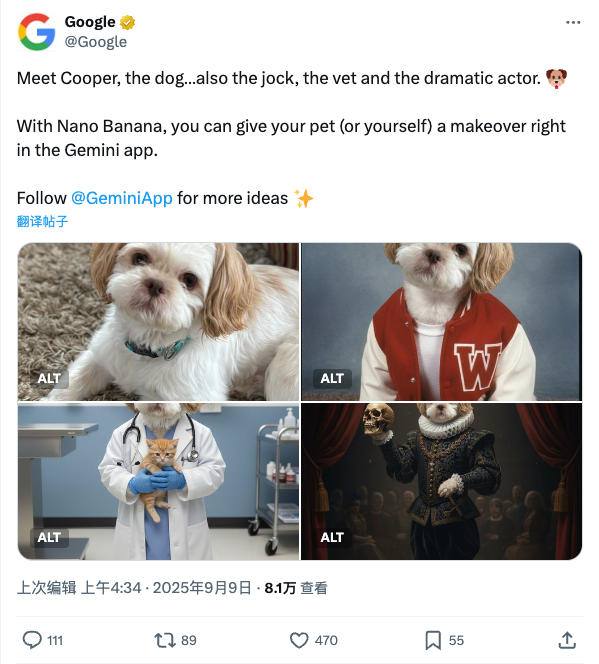 Google
@Google
Meet Cooper, the dog...also the jock, the vet and the dramatic actor.
With Nano Banana, you can give your pet (or yourself) a makeover right
in the Gemini app.
Follow @GeminiApp for more ideas ✨
翻译帖子
ALT
W
ALT
ALT
ALT
上次编辑 上午4:34 · 2025年9月9日 · 8.1万 查看
111
89
470
55